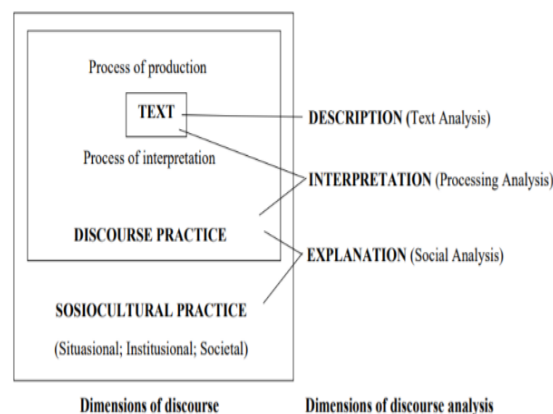 Process of production
TEXT
DESCRIPTION (Text Analysis)
Process of interpretation
INTERPRETATION (Processing Analysis)
DISCOURSE PRACTICE
EXPLANATION (Social Analysis)
SOSIOCULTURAL PRACTICE
(Situasional; Institusional; Societal)
Dimensions of discourse
Dimensions of discourse analysis